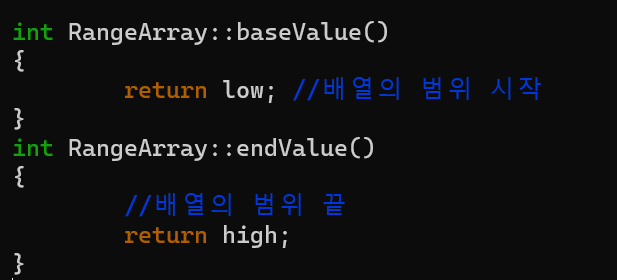 int RangeArray::baseValue()
{
        return low; //배열의 범위 시작
}
int RangeArray::endValue()
{
        //배열의 범위 끝
        return high;
}